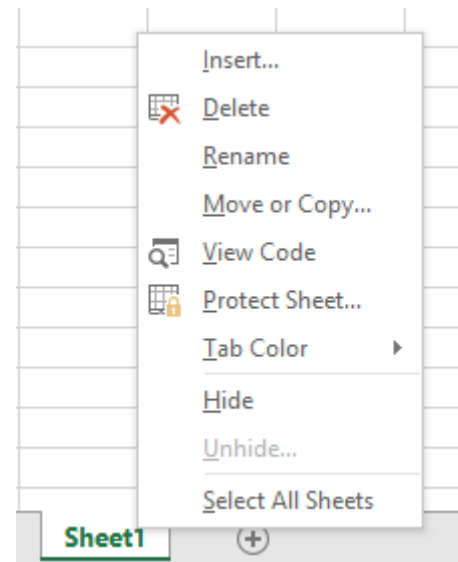 Insert...
Delete
Rename
Move or Copy...
View Code
Protect Sheet...
Tab Color
Hide
Unhide...
Select All Sheets
Sheet1